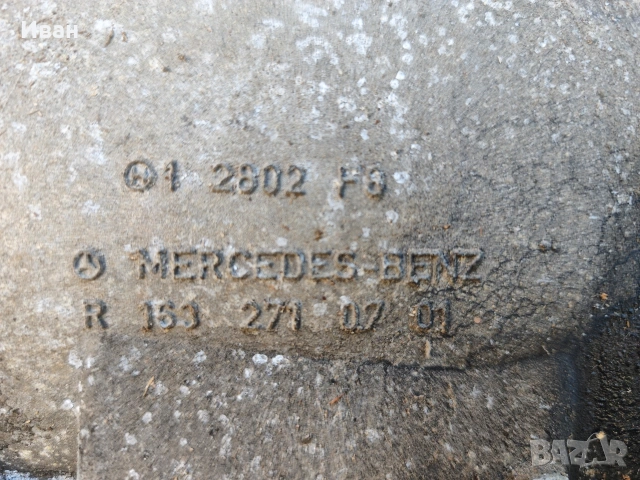 Иван
1 2802 F6
MERCEDES-BENZ
R 163 271 07 01
BAZAR